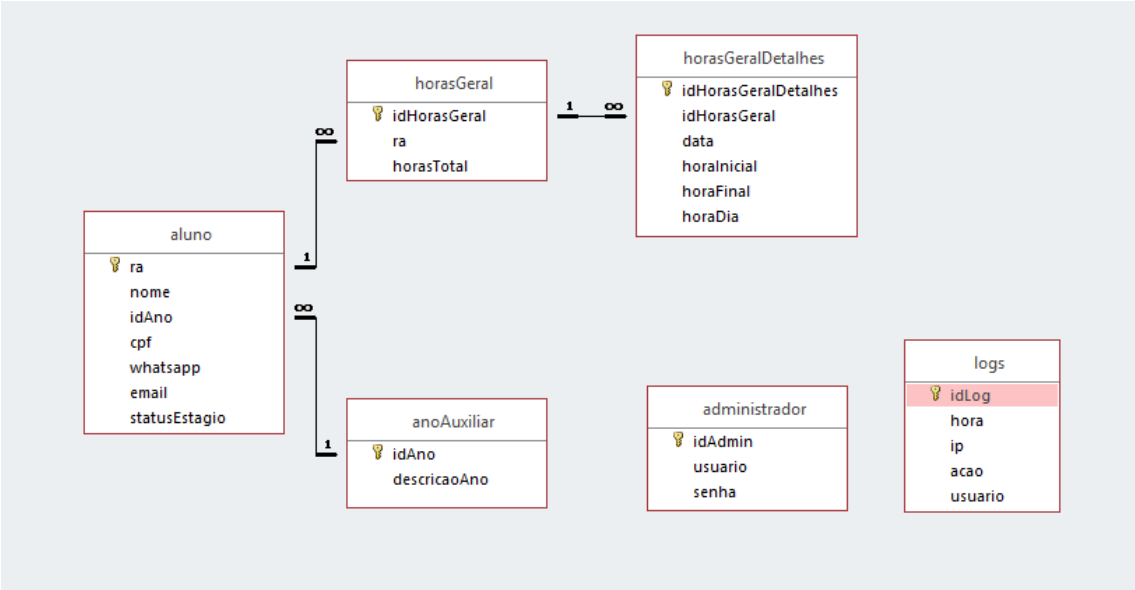 horasGeral
idHorasGeral
ra
horasTotal
1
∞
horasGeralDetalhes
idHorasGeralDetalhes
idHorasGeral
data
horaInicial
horaFinal
horaDia
∞
1
aluno
ra
nome
idAno
cpf
whatsapp
email
statusEstagio
∞
1
anoAuxiliar
idAno
descricaoAno
administrador
idAdmin
usuario
senha
logs
idLog
hora
ip
acao
usuario